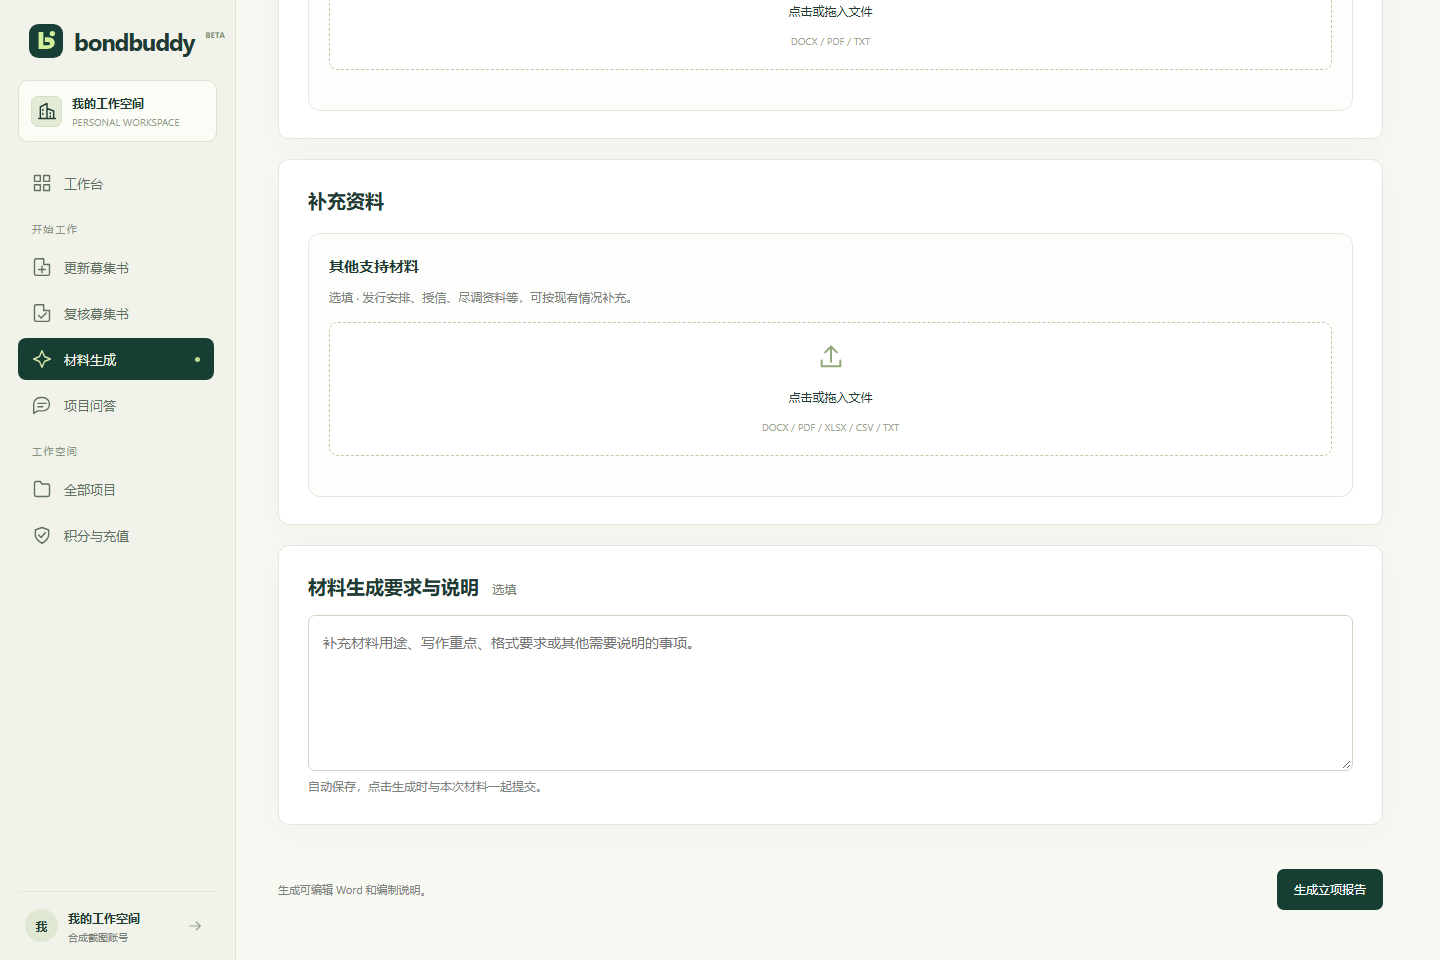 bondbuddy BETA
我的工作空间
PERSONAL WORKSPACE
工作台
开始工作
更新募集书
复核募集书
材料生成
项目问答
工作空间
全部项目
积分与充值
我
我的工作空间
合成截图账号
点击或拖入文件
DOCX / PDF / TXT
补充资料
其他支持材料
选填 · 发行安排、授信、尽调资料等，可按现有情况补充。
点击或拖入文件
DOCX / PDF / XLSX / CSV / TXT
材料生成要求与说明 选填
补充材料用途、写作重点、格式要求或其他需要说明的事项。
自动保存，点击生成时与本次材料一起提交。
生成可编辑 Word 和编制说明。
生成立项报告